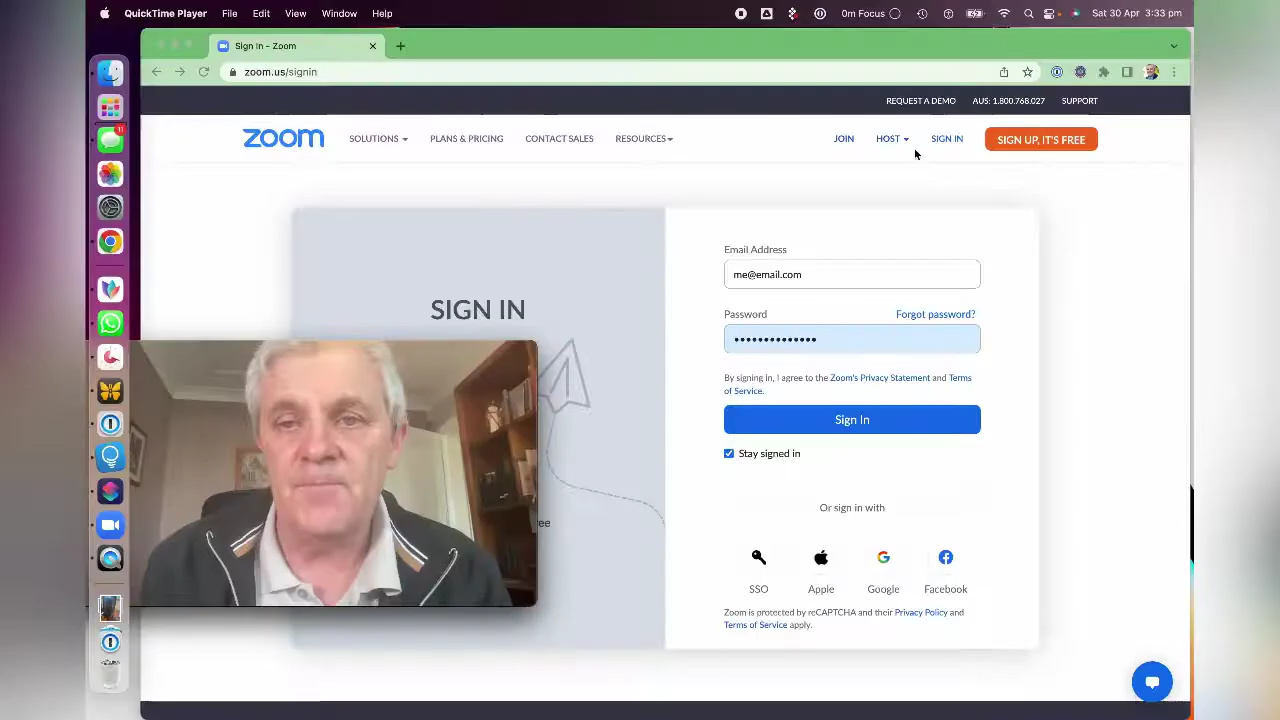 QuickTime Player File Edit View Window Help 0m Focus Sat 30 Apr 3:33 pm
Sign In - Zoom
zoom.us/signin
REQUEST A DEMO AUS: 1.800.768.027 SUPPORT
zoom SOLUTIONS PLANS & PRICING CONTACT SALES RESOURCES JOIN HOST SIGN IN SIGN UP, IT'S FREE
11
SIGN IN
ee
Email Address
me@email.com
Password Forgot password?
••••••••••••••
By signing in, I agree to the Zoom's Privacy Statement and Terms
of Service.
Sign In
Stay signed in
Or sign in with
SSO Apple Google Facebook
Zoom is protected by reCAPTCHA and their Privacy Policy and
Terms of Service apply.